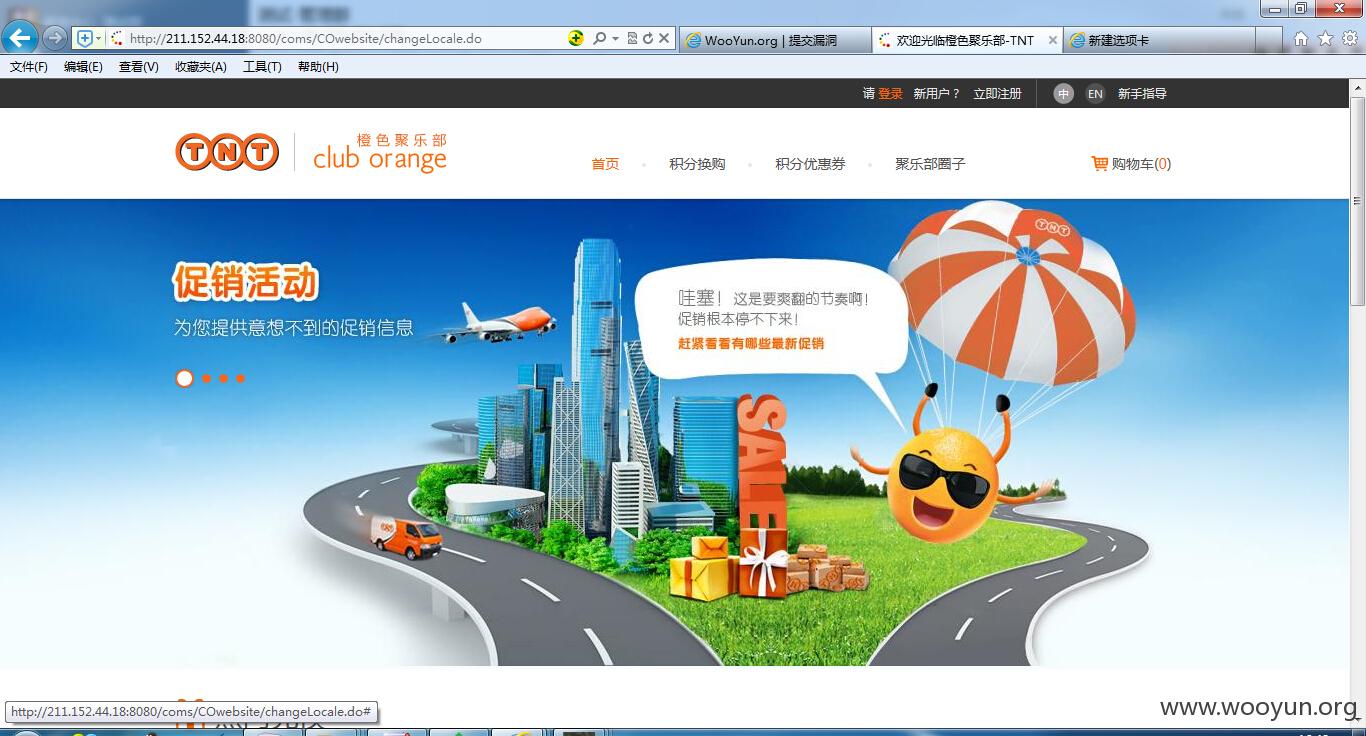 http://211.152.44.18:8080/coms/COwebsite/changeLocale.do
WooYun.org | 提交漏洞
欢迎光临橙色聚乐部-TNT
新建选项卡
文件(F) 编辑(E) 查看(V) 收藏夹(A) 工具(T) 帮助(H)
请 登录 新用户？ 立即注册 中 EN 新手指导
TNT
橙色聚乐部
club orange
首页 积分换购 积分优惠券 聚乐部圈子 购物车(0)
促销活动
为您提供意想不到的促销信息
哇塞！这是要爽翻的节奏啊！
促销根本停不下来！
赶紧看看有哪些最新促销
TNT
SALE
http://211.152.44.18:8080/coms/COwebsite/changeLocale.do#
www.wooyun.org